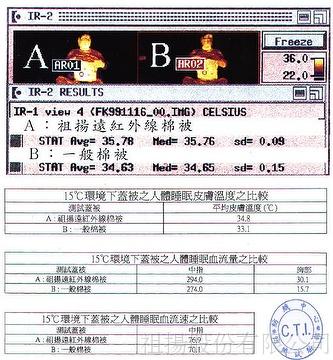 IR-2
A
AR01
B
AR02
Freeze
36.0
22.0
IR-2 RESULTS
IR-1 view 4 (FK991116_00.IMG) CELSIUS
A：祖揚遠紅外線棉被
STAT Avg= 35.78 Med= 35.76 sd= 0.09
B：一般棉被
STAT Avg= 34.63 Med= 34.65 sd= 0.15
15℃環境下蓋被之人體睡眠皮膚溫度之比較
測試蓋被 平均皮膚溫度(℃)
A：祖揚遠紅外線棉被 34.8
B：一般棉被 33.1
15℃環境下蓋被之人體睡眠血流量之比較
測試蓋被 中指 胸部
A：祖揚遠紅外線棉被 294.0 30.1
B：一般棉被 274.0 15.7
15℃環境下蓋被之人體睡眠血流速之比較
測試蓋被 中指
A：祖揚遠紅外線棉被 76.9
B：一般棉被 70.1
C.T.I.